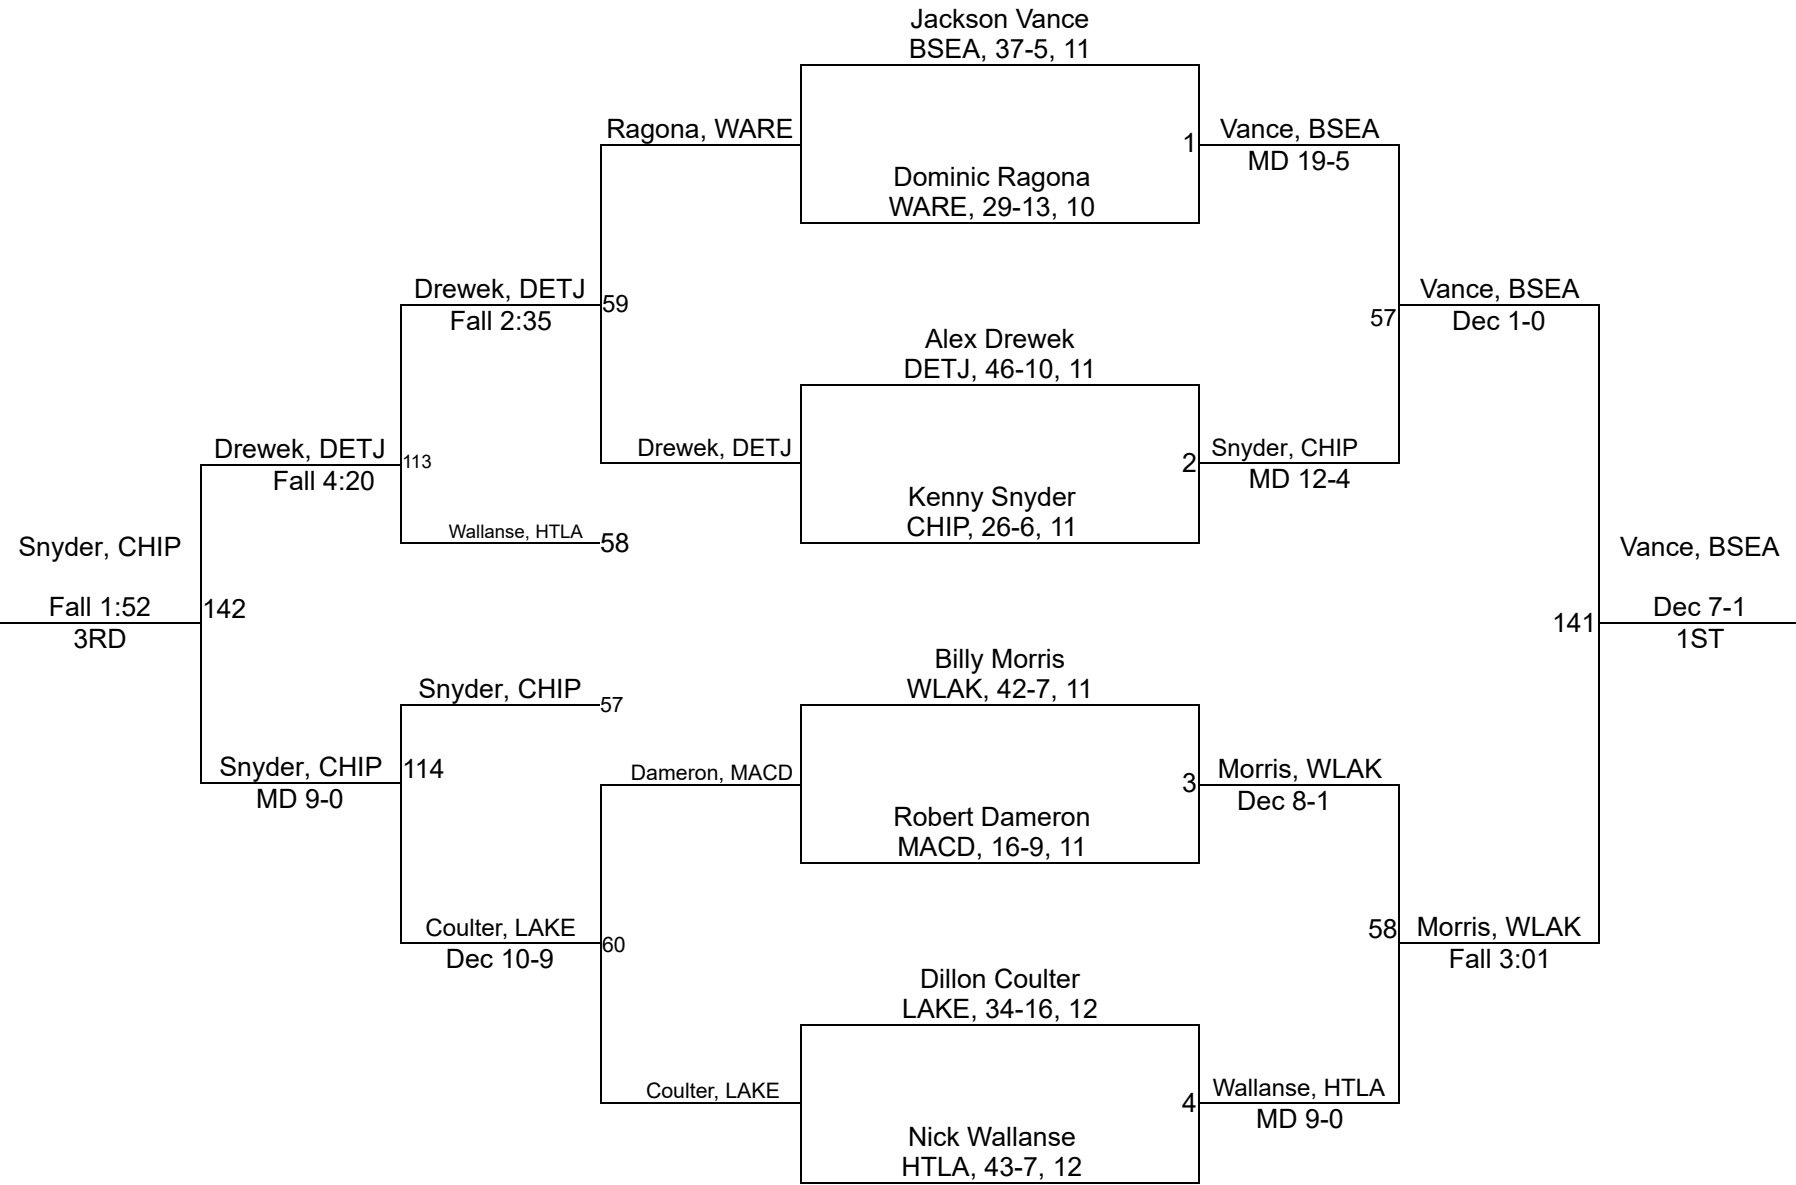 Jackson Vance
BSEA, 37-5, 11
Ragona, WARE
1
Vance, BSEA
MD 19-5
Dominic Ragona
WARE, 29-13, 10
Drewek, DETJ
Fall 2:35
59
57
Vance, BSEA
Dec 1-0
Alex Drewek
DETJ, 46-10, 11
Drewek, DETJ
Fall 4:20
113
Drewek, DETJ
2
Snyder, CHIP
MD 12-4
Kenny Snyder
CHIP, 26-6, 11
Wallanse, HTLA
58
Snyder, CHIP
Fall 1:52
3RD
142
141
Vance, BSEA
Dec 7-1
1ST
Billy Morris
WLAK, 42-7, 11
Snyder, CHIP
57
Snyder, CHIP
MD 9-0
114
Dameron, MACD
3
Morris, WLAK
Dec 8-1
Robert Dameron
MACD, 16-9, 11
Coulter, LAKE
Dec 10-9
60
58
Morris, WLAK
Fall 3:01
Dillon Coulter
LAKE, 34-16, 12
Coulter, LAKE
4
Wallanse, HTLA
MD 9-0
Nick Wallanse
HTLA, 43-7, 12